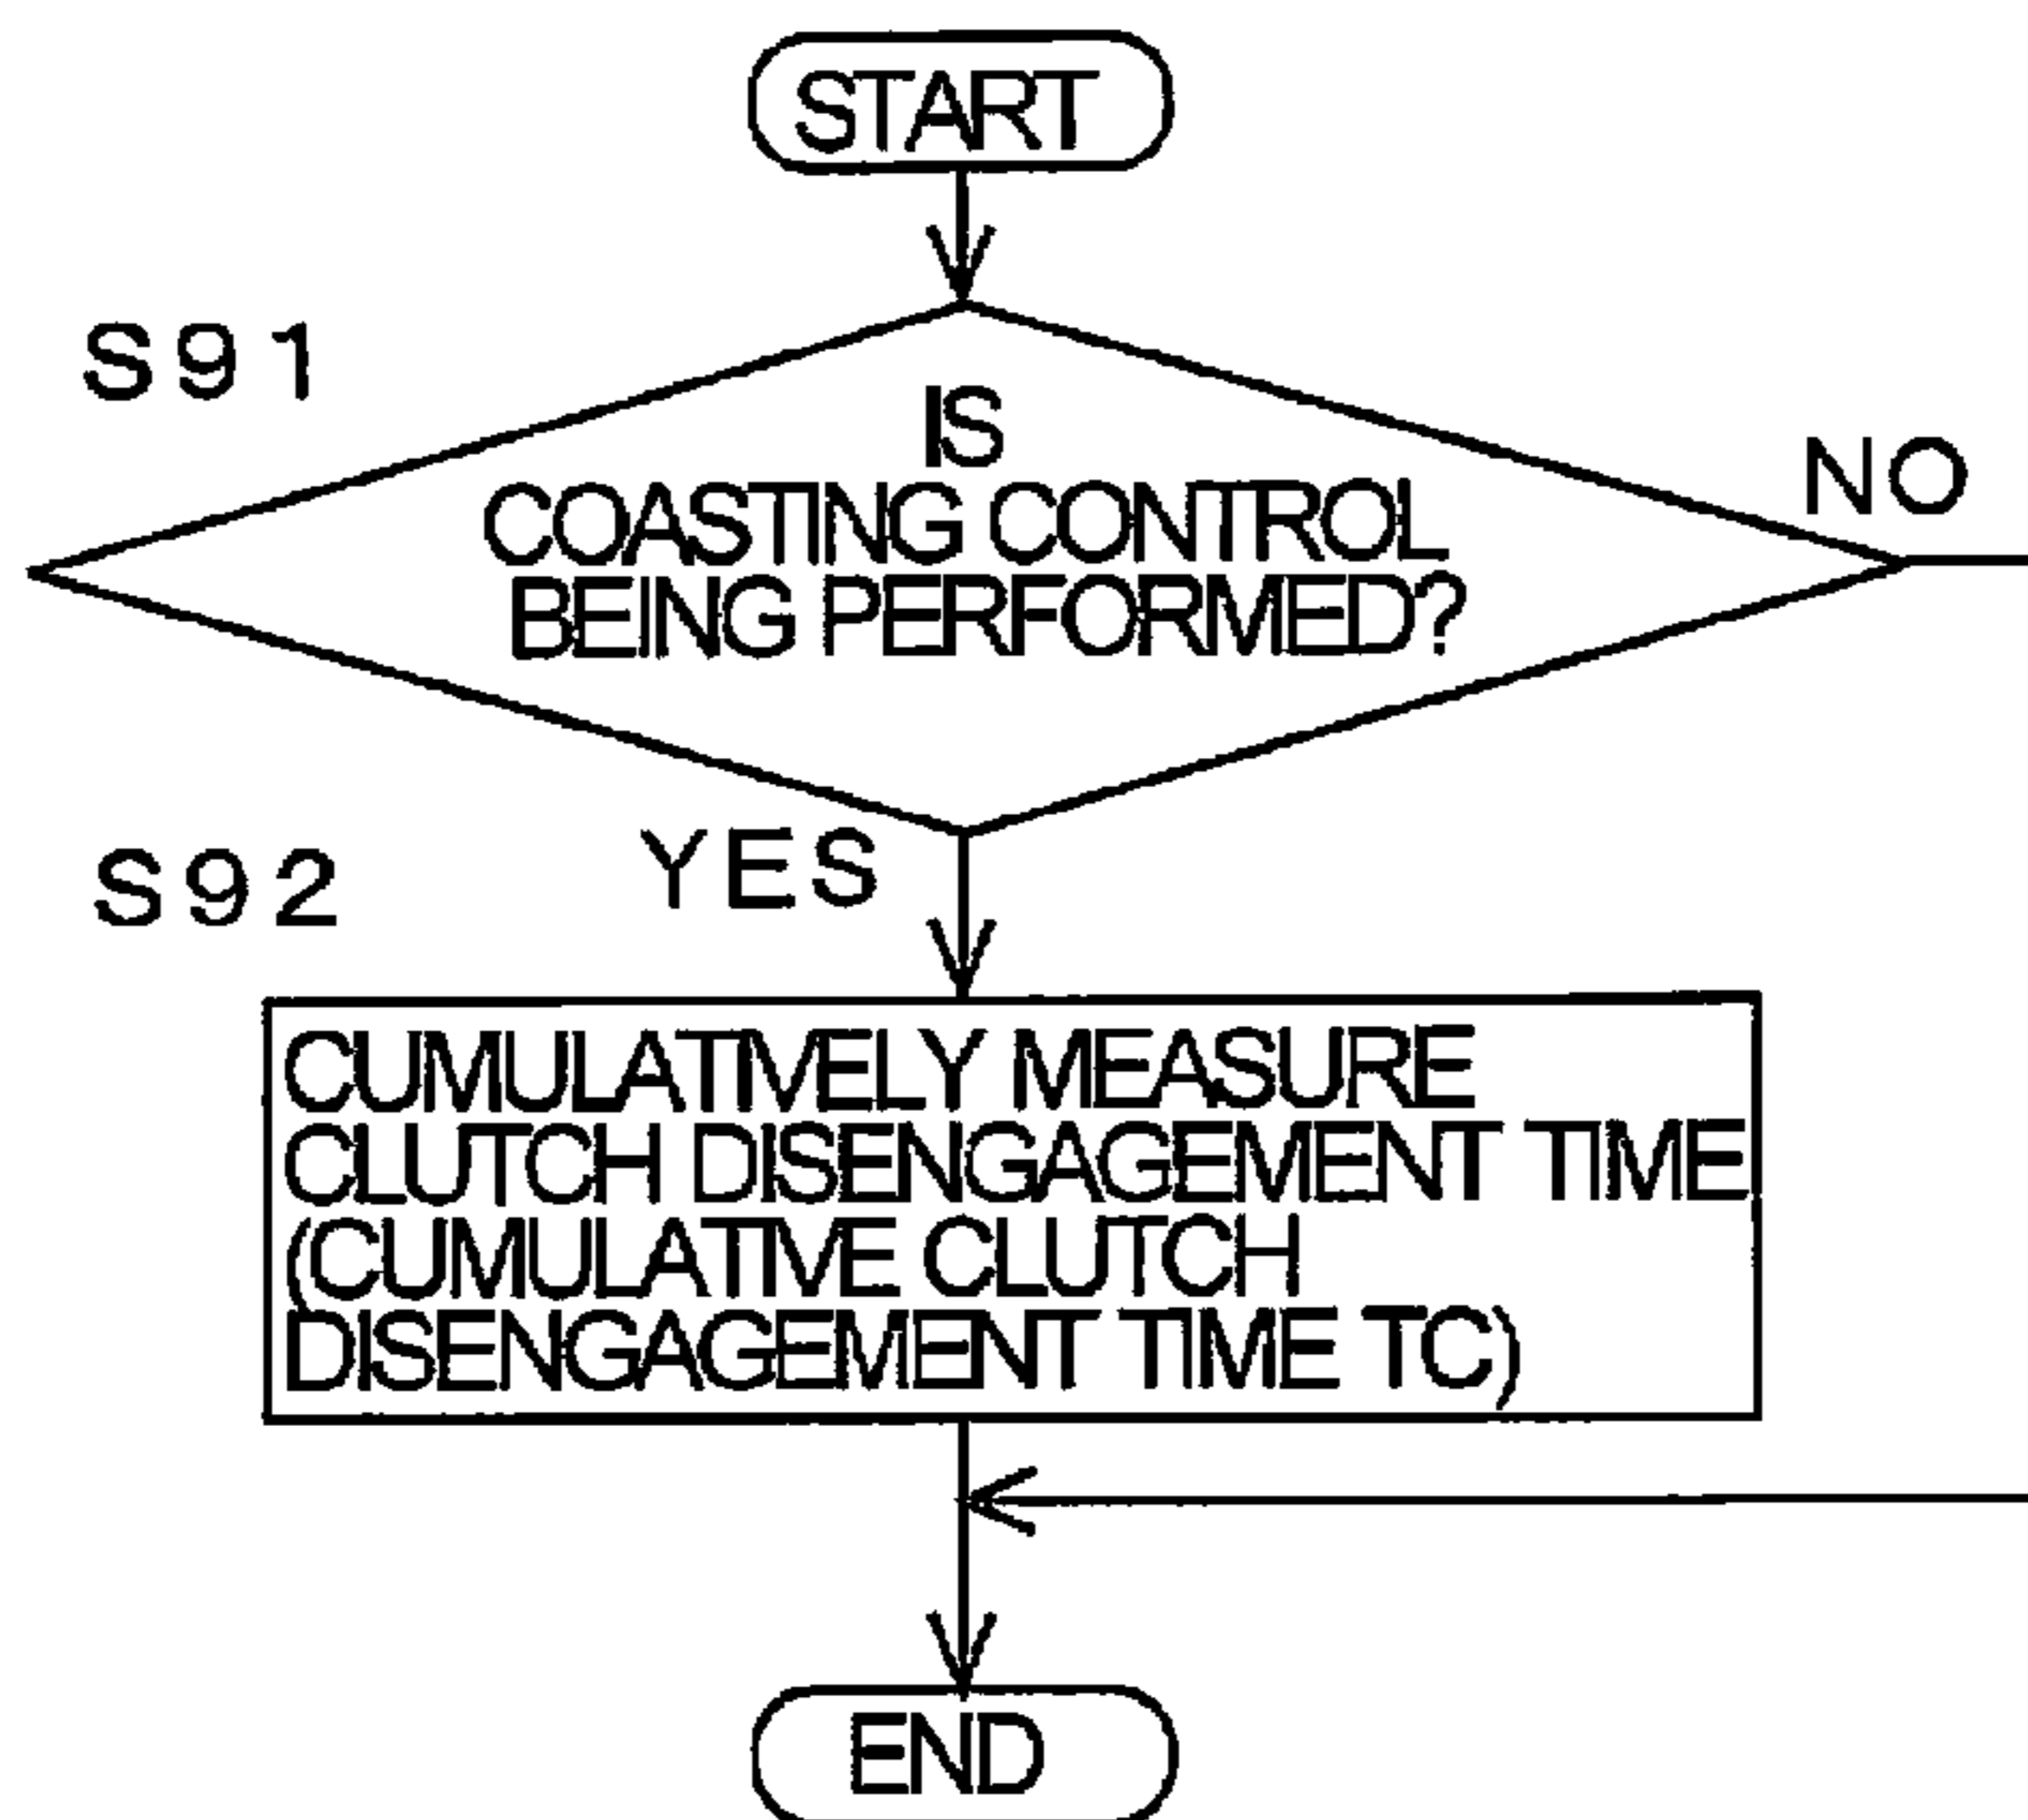 START
S91
IS
COASTING CONTROL
BEING PERFORMED?
NO
YES
S92
CUMULATIVELY MEASURE
CLUTCH DISENGAGEMENT TIME
(CUMULATIVE CLUTCH
DISENGAGEMENT TIME TC)
END